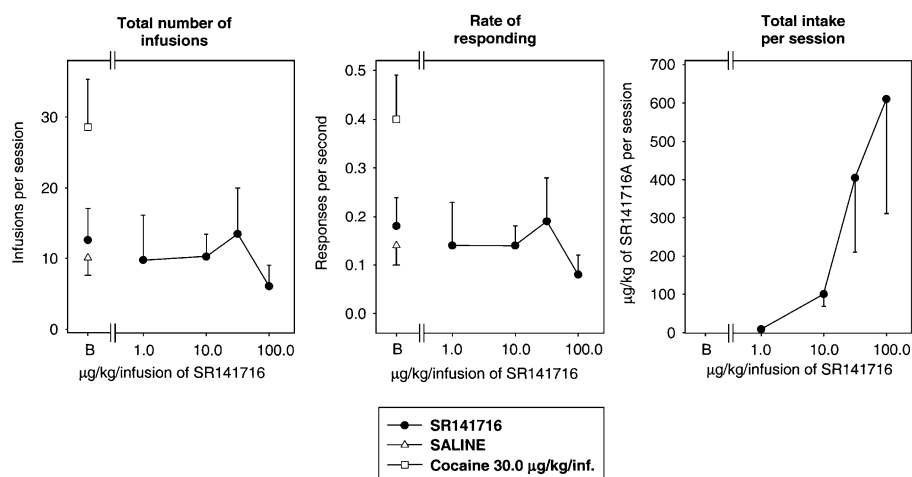 Total number of
infusions
Infusions per session
30
20
10
0
B
1.0
10.0
100.0
μg/kg/infusion of SR141716
Rate of
responding
Responses per second
0.5
0.4
0.3
0.2
0.1
0.0
B
1.0
10.0
100.0
μg/kg/infusion of SR141716
Total intake
per session
μg/kg of SR141716A per session
700
600
500
400
300
200
100
0
B
1.0
10.0
100.0
μg/kg/infusion of SR141716
SR141716
SALINE
Cocaine 30.0 μg/kg/inf.